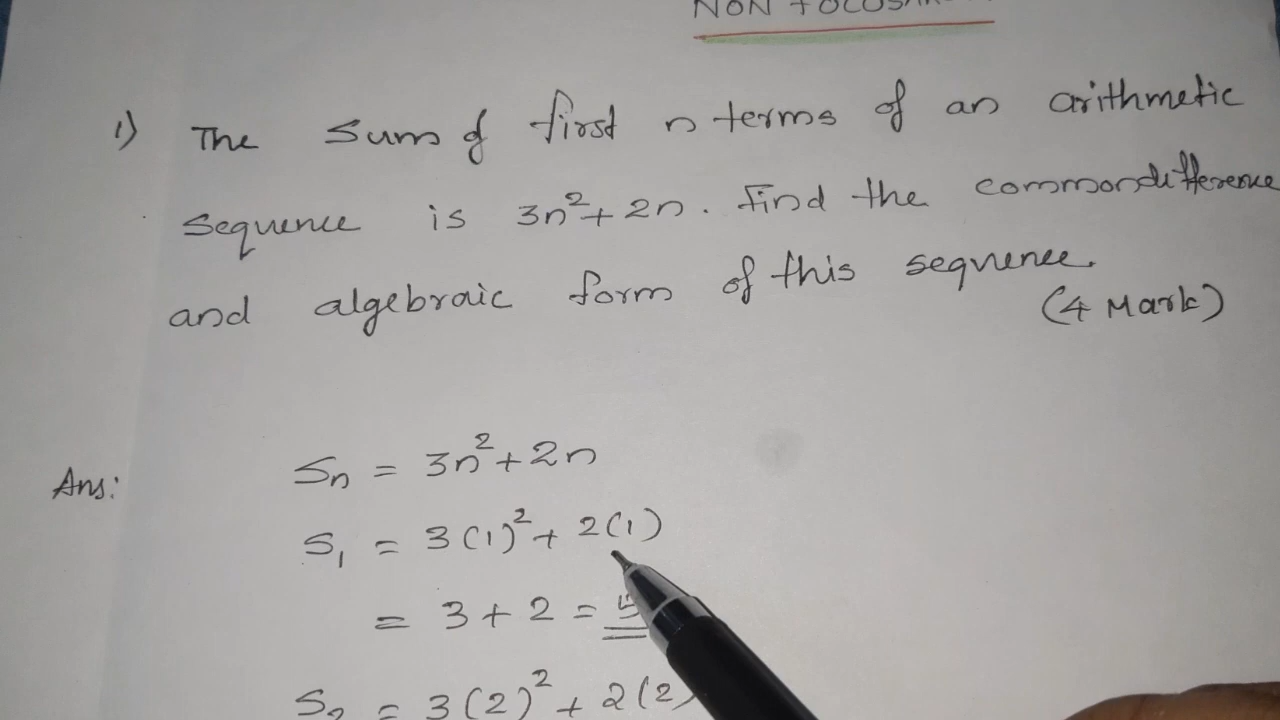 NON
1) The sum of first n terms of an arithmetic
sequence is 3n²+2n. Find the common difference
and algebraic form of this sequence.
(4 Mark)
Ans: Sn = 3n²+2n
S₁ = 3(1)²+2(1)
= 3+2 = 5
S₂ = 3(2)²+2(2)